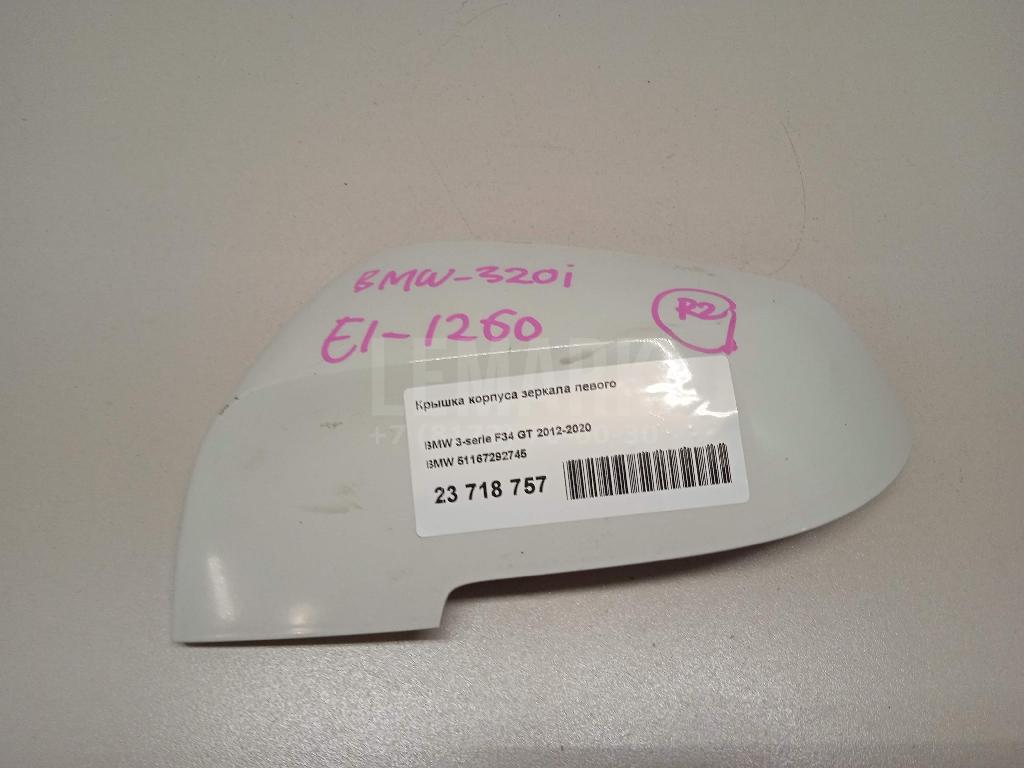 BMW-320i
E1-1260
R2
LEMARK
Крышка корпуса зеркала левого
BMW 3-serie F34 GT 2012-2020
BMW 51167292745
23 718 757